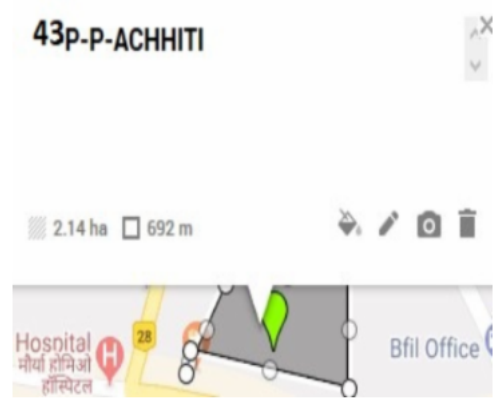 43P-P-ACHHITI
2.14 ha 692 m
28
Hospital
मौर्या होमिओ
हॉस्पिटल
H
Bfil Office